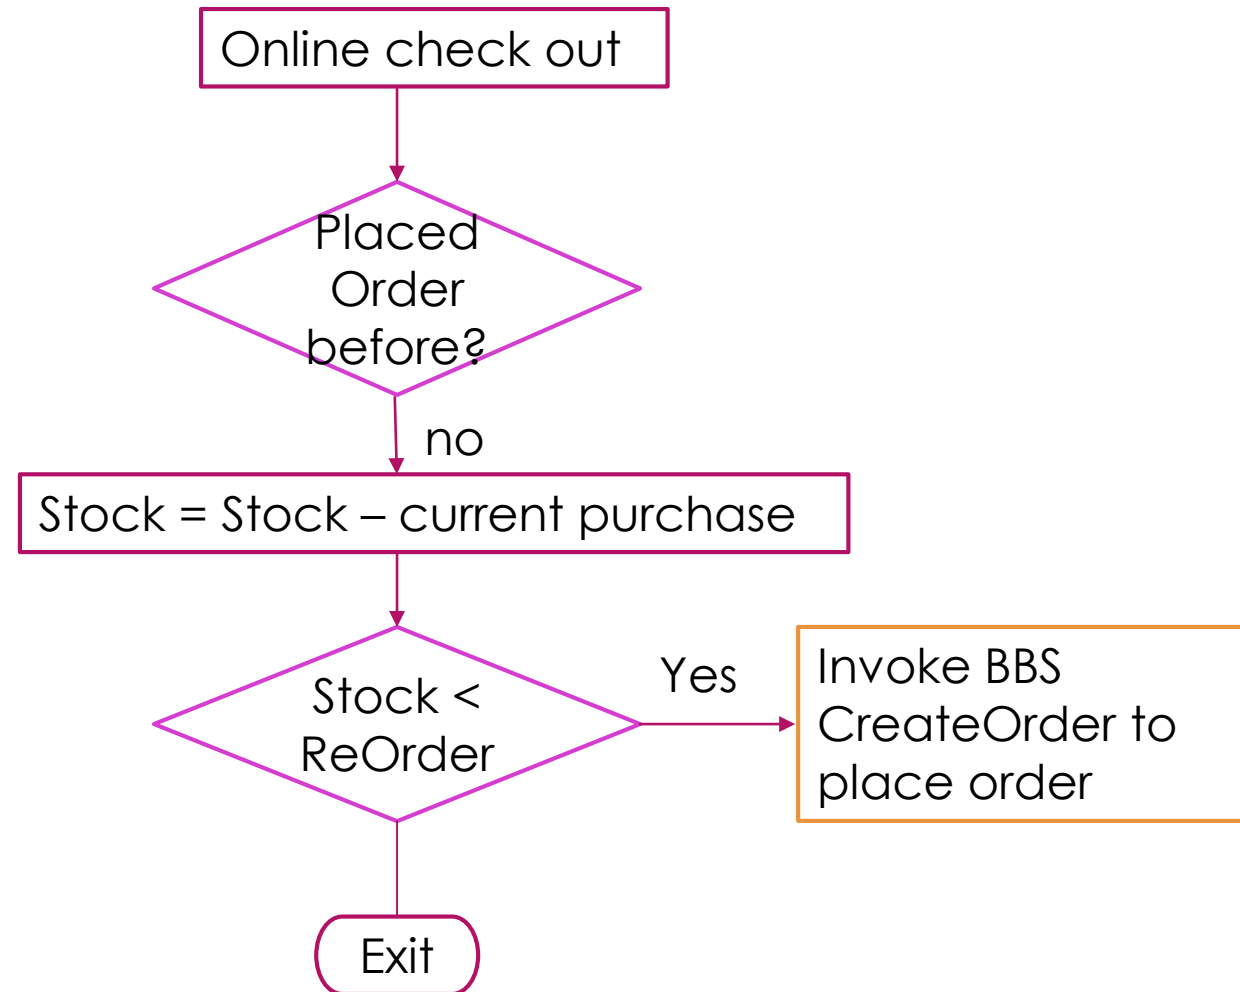 Online check out
Placed
Order
before?
no
Stock = Stock – current purchase
Stock <
ReOrder
Yes
Invoke BBS
CreateOrder to
place order
Exit